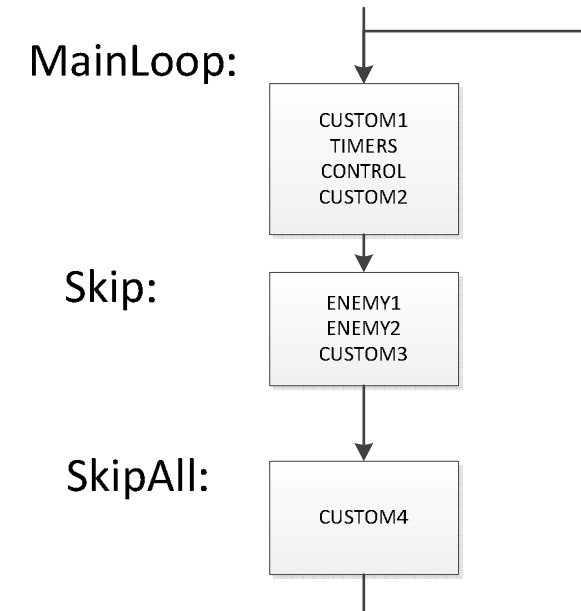 MainLoop:
CUSTOM1
TIMERS
CONTROL
CUSTOM2
Skip:
ENEMY1
ENEMY2
CUSTOM3
SkipAll:
CUSTOM4